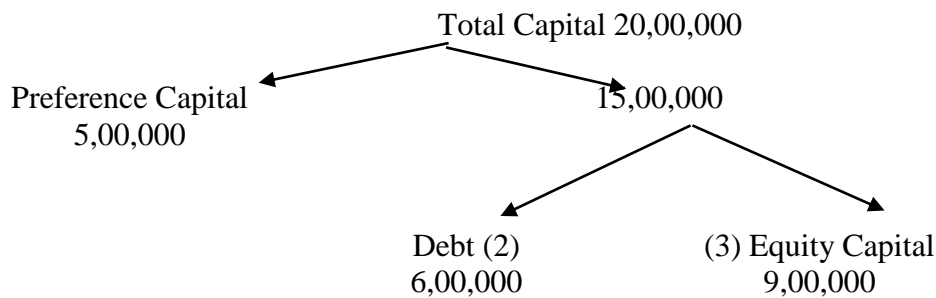 Total Capital 20,00,000
Preference Capital
5,00,000
15,00,000
Debt (2)
6,00,000
(3) Equity Capital
9,00,000